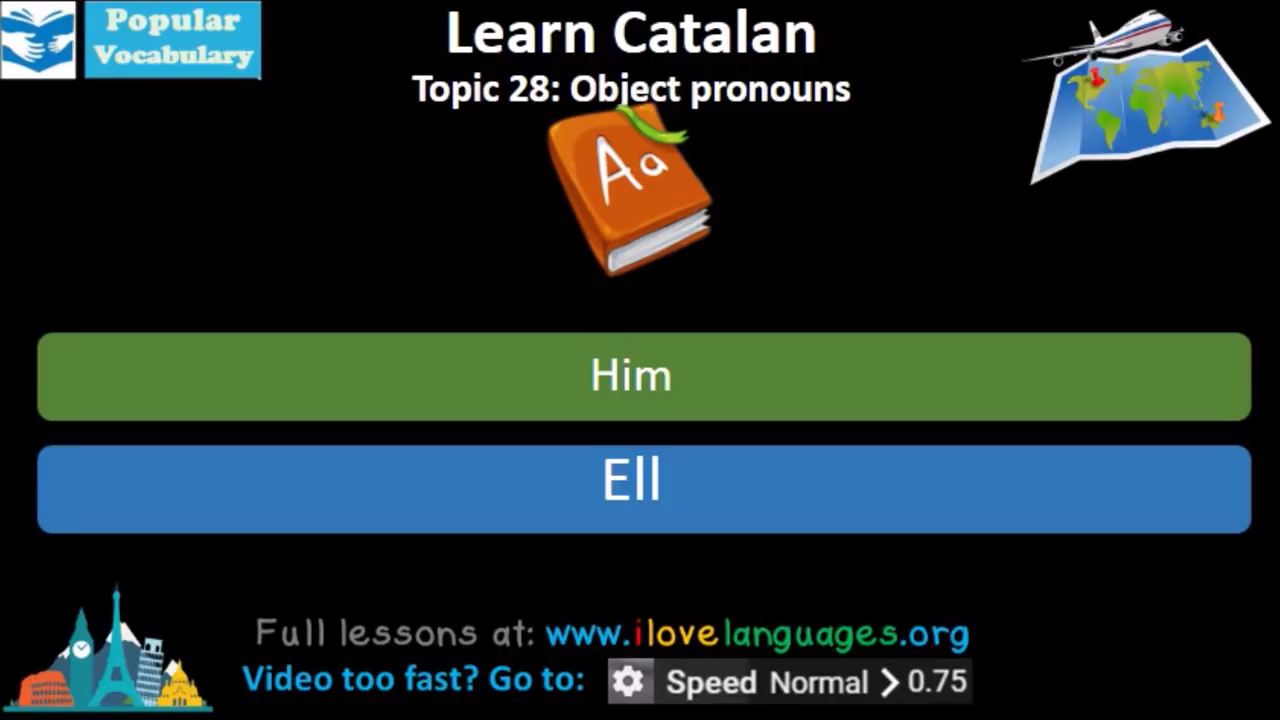 Popular
Vocabulary
Learn Catalan
Topic 28: Object pronouns
Aa
Him
Ell
Full lessons at: www.ilovelanguages.org
Video too fast? Go to: Speed Normal > 0.75